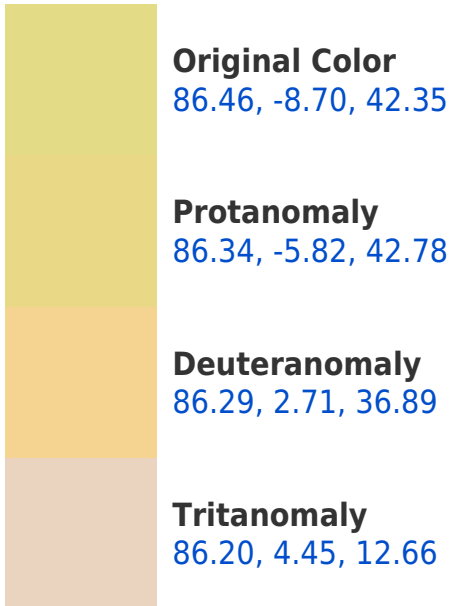 Original Color
86.46, -8.70, 42.35
Protanomaly
86.34, -5.82, 42.78
Deuteranomaly
86.29, 2.71, 36.89
Tritanomaly
86.20, 4.45, 12.66